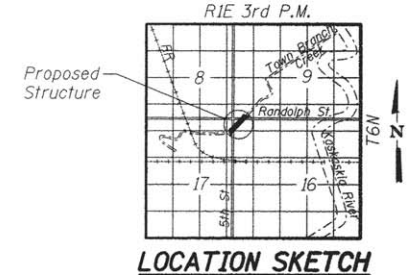 R1E 3rd P.M.
Proposed
Structure
RR
8
Town Branch
Creek
9
Randolph St.
T6N
N
17
5th St
16
Kaskaskia
River
LOCATION SKETCH